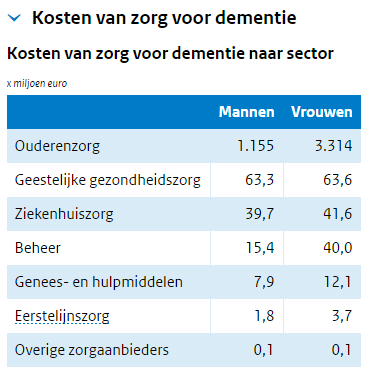 Kosten van zorg voor dementie
Kosten van zorg voor dementie naar sector
x miljoen euro
Mannen Vrouwen
Ouderenzorg 1.155 3.314
Geestelijke gezondheidszorg 63,3 63,6
Ziekenhuiszorg 39,7 41,6
Beheer 15,4 40,0
Genees- en hulpmiddelen 7,9 12,1
Eerstelijnszorg 1,8 3,7
Overige zorgaanbieders 0,1 0,1